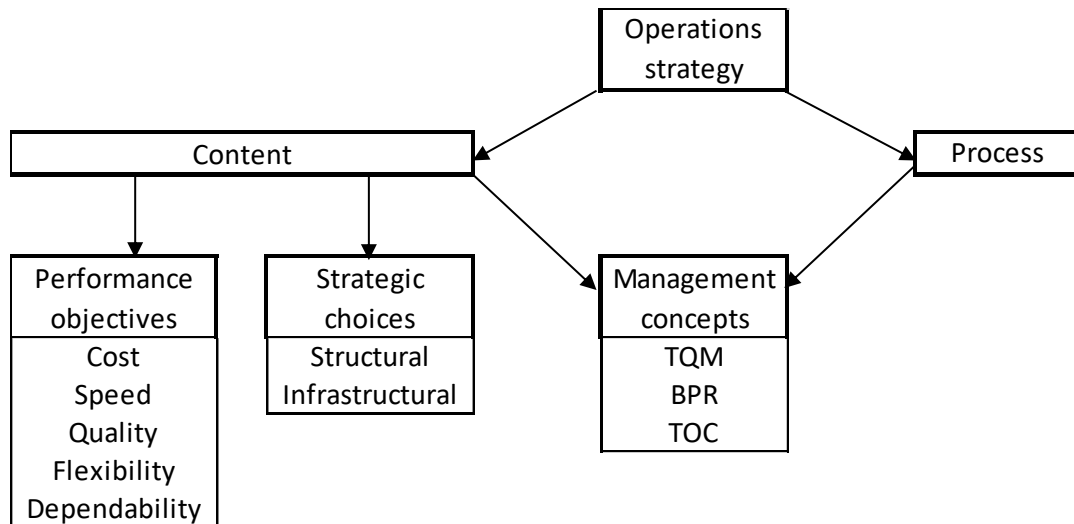 Operations
strategy
Content
Process
Performance
objectives
Strategic
choices
Management
concepts
Cost
Speed
Quality
Flexibility
Dependability
Structural
Infrastructural
TQM
BPR
TOC